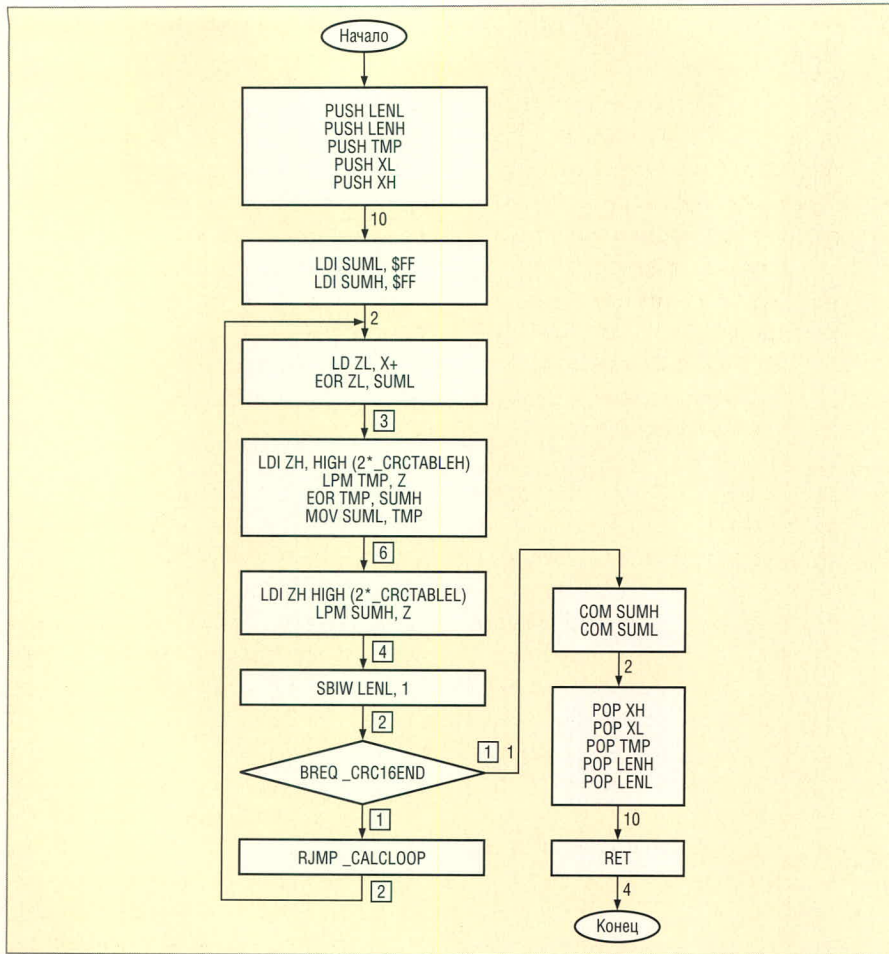 Начало
PUSH LENL
PUSH LENH
PUSH TMP
PUSH XL
PUSH XH
10
LDI SUML, $FF
LDI SUMH, $FF
2
LD ZL, X+
EOR ZL, SUML
3
LDI ZH, HIGH (2*_CRCTABLEH)
LPM TMP, Z
EOR TMP, SUMH
MOV SUML, TMP
6
LDI ZH HIGH (2*_CRCTABLEL)
LPM SUMH, Z
4
SBIW LENL, 1
2
BREQ _CRC16END
1 1
1
RJMP _CALCLOOP
2
COM SUMH
COM SUML
2
POP XH
POP XL
POP TMP
POP LENH
POP LENL
10
RET
4
Конец